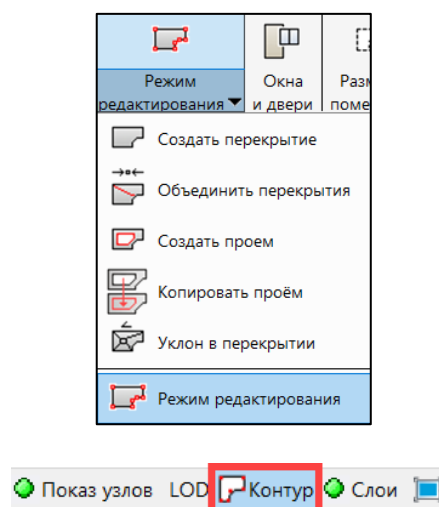 Режим
редактирования
Окна
и двери
Создать перекрытие
Объединить перекрытия
Создать проем
Копировать проём
Уклон в перекрытии
Режим редактирования
Показ узлов LOD Контур Слои